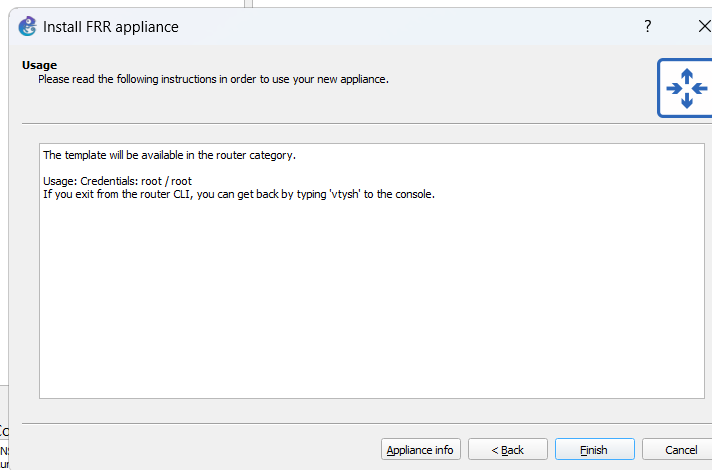 Install FRR appliance
?
Usage
Please read the following instructions in order to use your new appliance.
The template will be available in the router category.
Usage: Credentials: root / root
If you exit from the router CLI, you can get back by typing 'vtysh' to the console.
Appliance info
< Back
Finish
Cancel